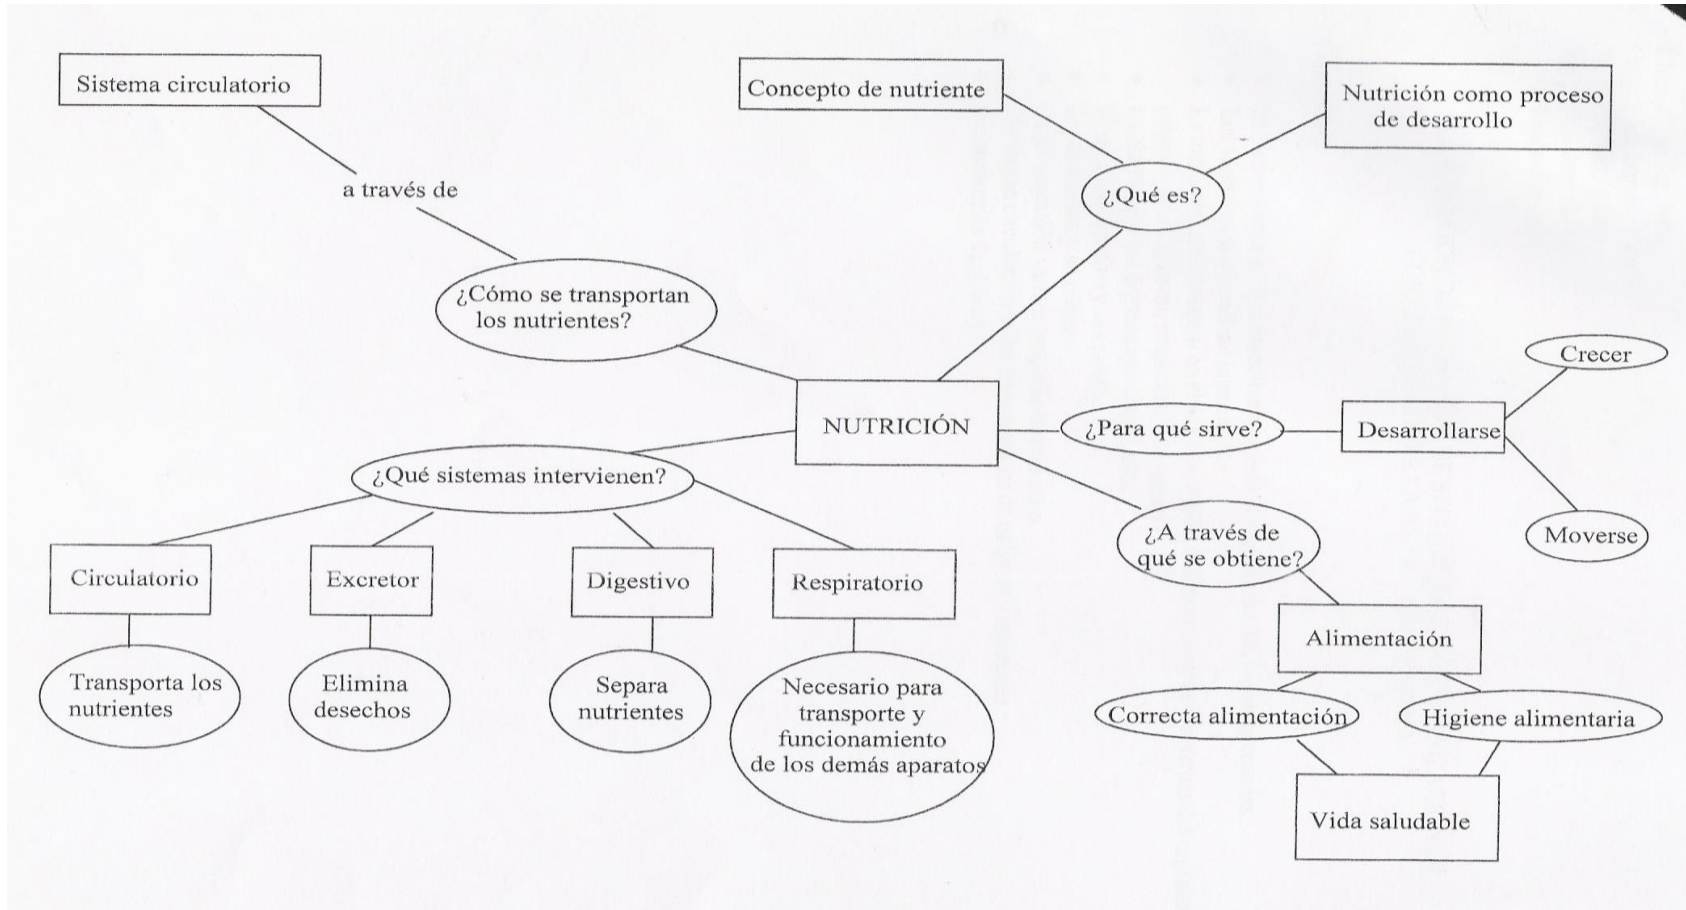 Sistema circulatorio
Concepto de nutriente
Nutrición como proceso
de desarrollo
a través de
¿Qué es?
¿Cómo se transportan
los nutrientes?
Crecer
NUTRICIÓN
¿Para qué sirve?
Desarrollarse
¿Qué sistemas intervienen?
¿A través de
qué se obtiene?
Moverse
Circulatorio
Excretor
Digestivo
Respiratorio
Alimentación
Transporta los
nutrientes
Elimina
desechos
Separa
nutrientes
Necesario para
transporte y
funcionamiento
de los demás aparatos
Correcta alimentación
Higiene alimentaria
Vida saludable